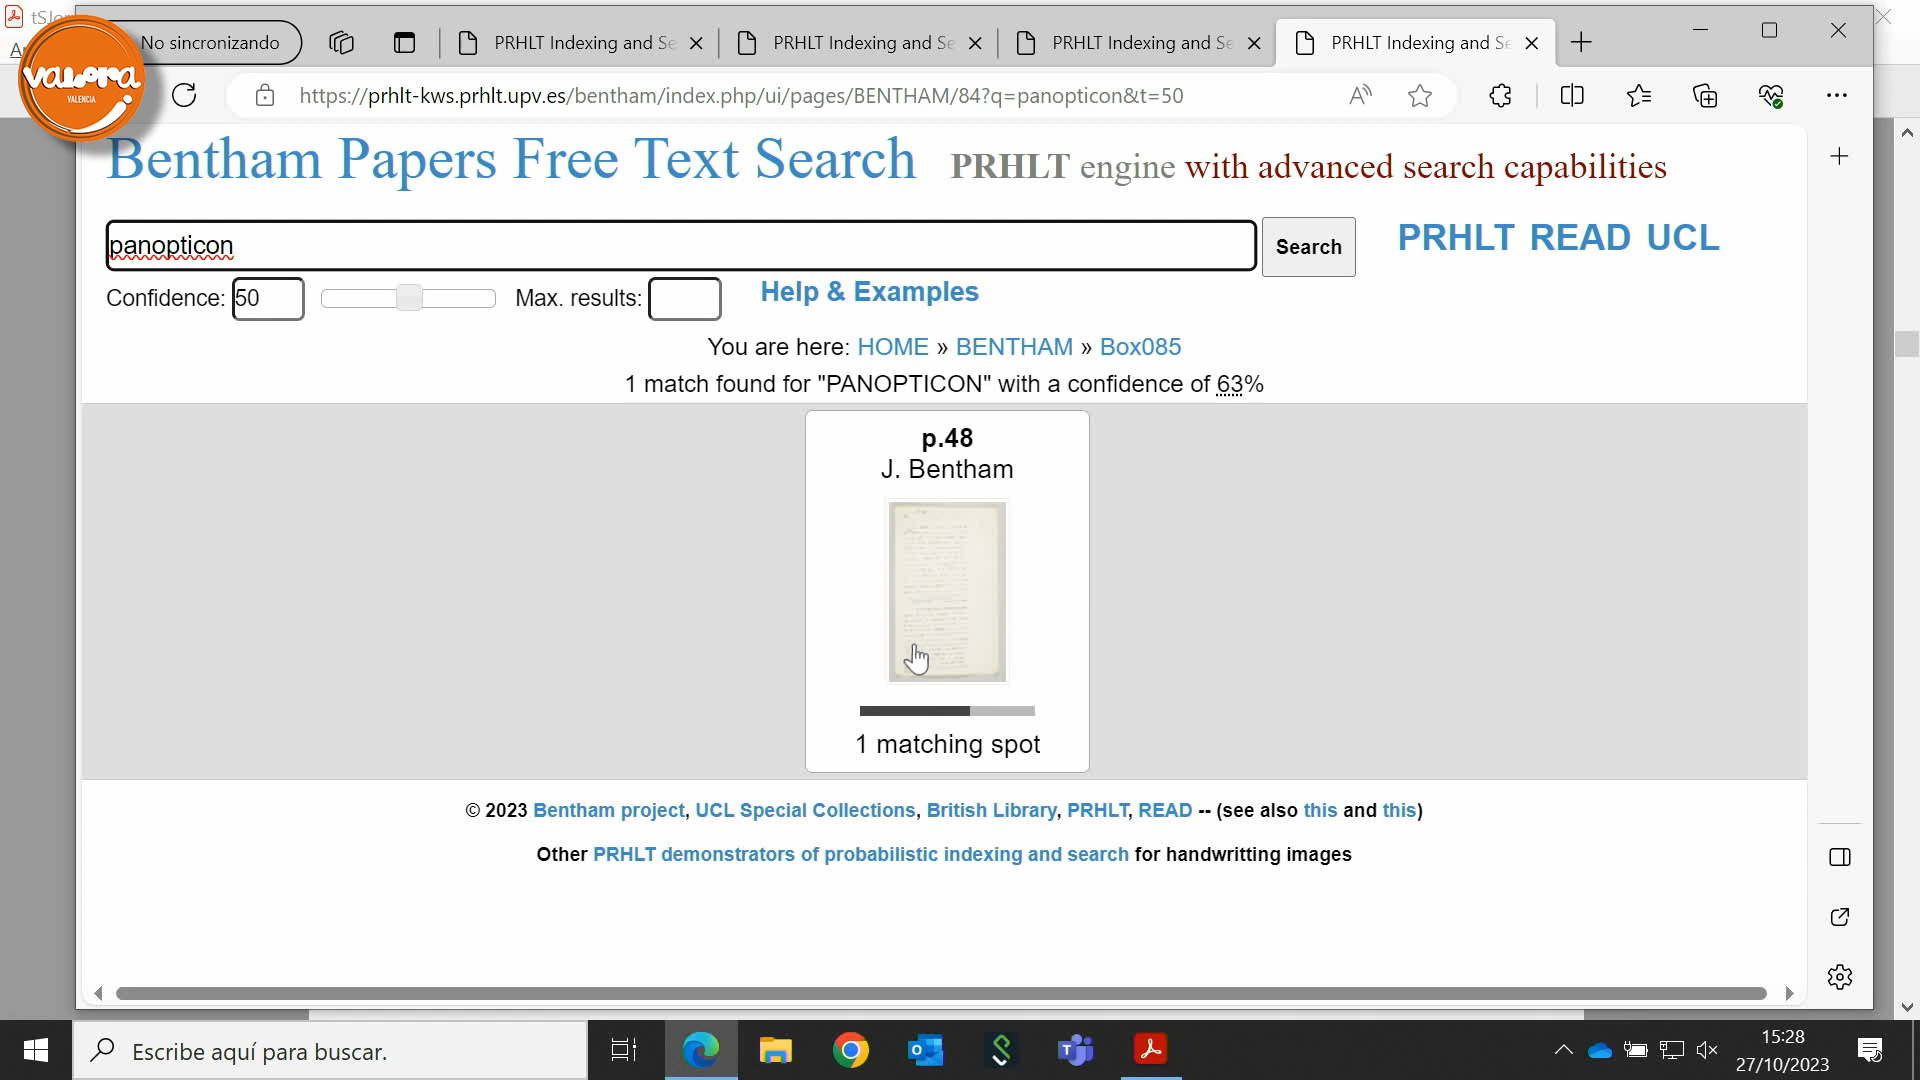 tSJo
No sincronizando
PRHLT Indexing and Se
PRHLT Indexing and Se
PRHLT Indexing and Se
PRHLT Indexing and Se
valora
VALENCIA
https://prhlt-kws.prhlt.upv.es/bentham/index.php/ui/pages/BENTHAM/84?q=panopticon&t=50
Bentham Papers Free Text Search PRHLT engine with advanced search capabilities
panopticon
Search
PRHLT READ UCL
Confidence: 50
Max. results:
Help & Examples
You are here: HOME » BENTHAM » Box085
1 match found for "PANOPTICON" with a confidence of 63%
p.48
J. Bentham
1 matching spot
© 2023 Bentham project, UCL Special Collections, British Library, PRHLT, READ -- (see also this and this)
Other PRHLT demonstrators of probabilistic indexing and search for handwritting images
Escribe aquí para buscar.
15:28
27/10/2023